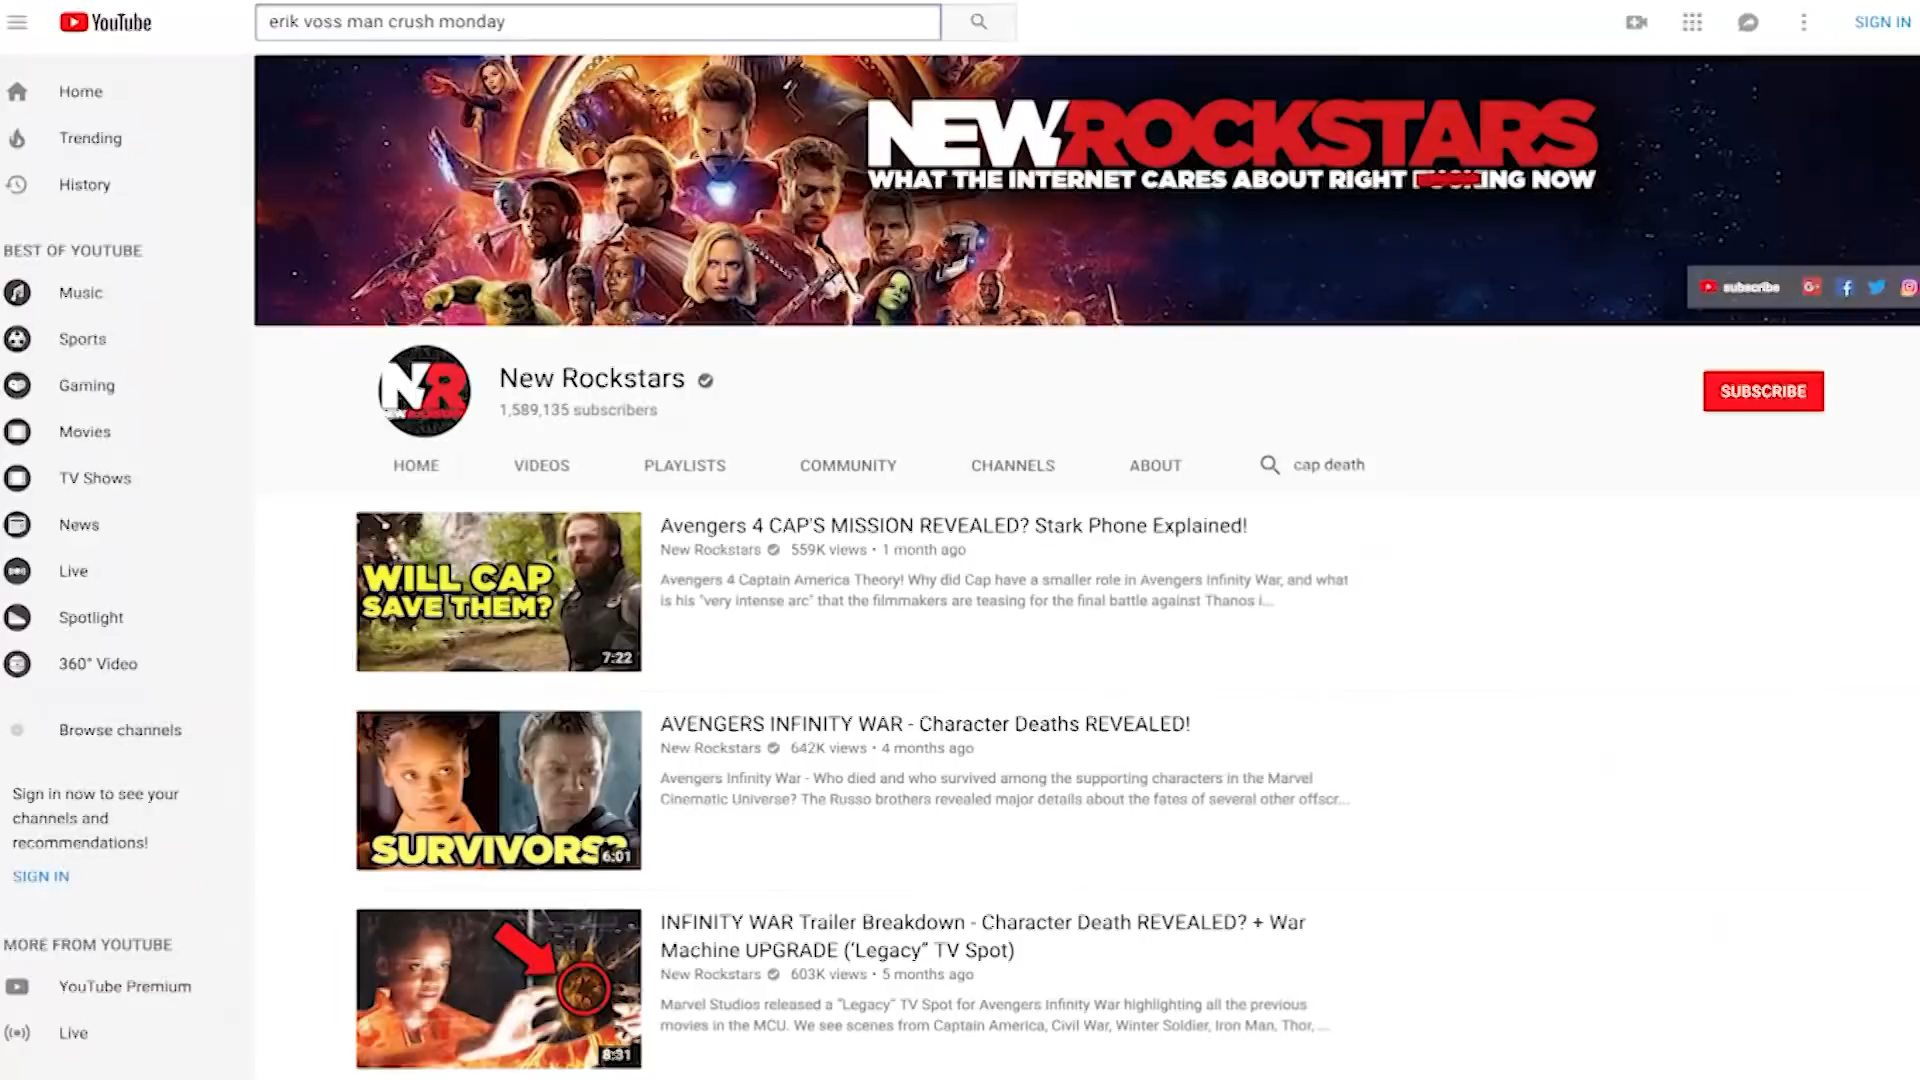 YouTube
erik voss man crush monday
SIGN IN
Home
Trending
History
BEST OF YOUTUBE
Music
Sports
Gaming
Movies
TV Shows
News
Live
Spotlight
360° Video
Browse channels
Sign in now to see your
channels and
recommendations!
SIGN IN
MORE FROM YOUTUBE
YouTube Premium
Live
NEWROCKSTARS
WHAT THE INTERNET CARES ABOUT RIGHT ING NOW
subscribe
NR
New Rockstars
1,589,135 subscribers
SUBSCRIBE
HOME VIDEOS PLAYLISTS COMMUNITY CHANNELS ABOUT cap death
WILL CAP
SAVE THEM?
7:22
Avengers 4 CAP'S MISSION REVEALED? Stark Phone Explained!
New Rockstars 559K views • 1 month ago
Avengers 4 Captain America Theory! Why did Cap have a smaller role in Avengers Infinity War, and what
is his "very intense arc" that the filmmakers are teasing for the final battle against Thanos i...
SURVIVORS?
6:01
AVENGERS INFINITY WAR - Character Deaths REVEALED!
New Rockstars 642K views • 4 months ago
Avengers Infinity War - Who died and who survived among the supporting characters in the Marvel
Cinematic Universe? The Russo brothers revealed major details about the fates of several other offscr...
8:31
INFINITY WAR Trailer Breakdown - Character Death REVEALED? + War
Machine UPGRADE ("Legacy" TV Spot)
New Rockstars 603K views • 5 months ago
Marvel Studios released a "Legacy" TV Spot for Avengers Infinity War highlighting all the previous
movies in the MCU. We see scenes from Captain America, Civil War, Winter Soldier, Iron Man, Thor, ...